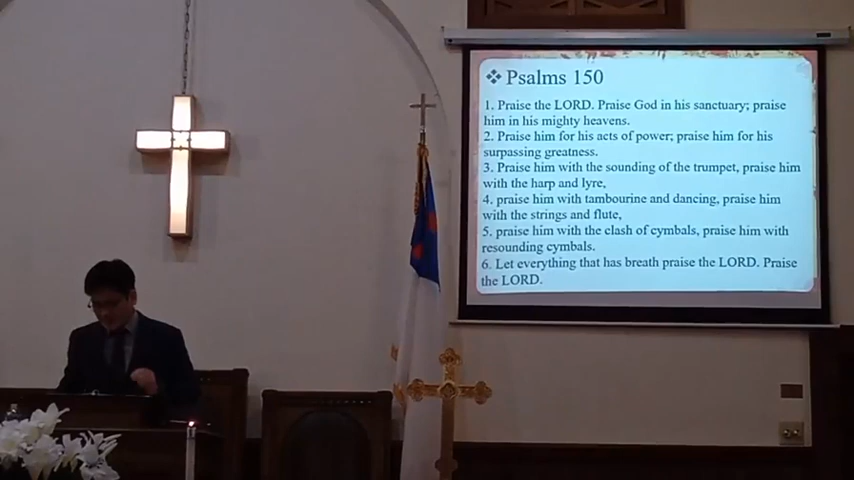 ❖ Psalms 150
1. Praise the LORD. Praise God in his sanctuary; praise
him in his mighty heavens.
2. Praise him for his acts of power; praise him for his
surpassing greatness.
3. Praise him with the sounding of the trumpet, praise him
with the harp and lyre,
4. praise him with tambourine and dancing, praise him
with the strings and flute,
5. praise him with the clash of cymbals, praise him with
resounding cymbals.
6. Let everything that has breath praise the LORD. Praise
the LORD.